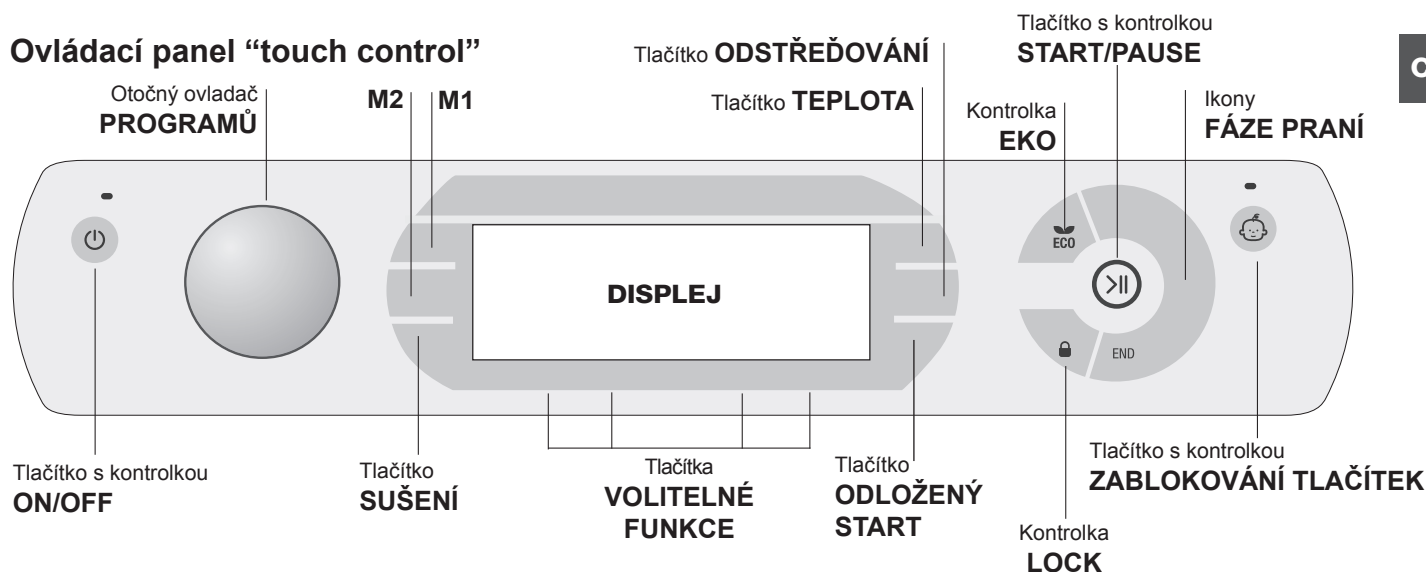 Ovládací panel “touch control”
Otočný ovladač
PROGRAMŮ
M2
M1
Tlačítko ODSTŘEĎOVÁNÍ
Tlačítko TEPLOTA
Tlačítko s kontrolkou
START/PAUSE
Kontrolka
EKO
Ikony
FÁZE PRANÍ
DISPLEJ
ECO
END
Tlačítko s kontrolkou
ON/OFF
Tlačítko
SUŠENÍ
Tlačítka
VOLITELNÉ
FUNKCE
Tlačítko
ODLOŽENÝ
START
Kontrolka
LOCK
Tlačítko s kontrolkou
ZABLOKOVÁNÍ TLAČÍTEK